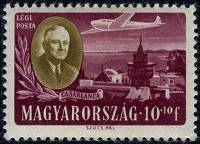 LÉGI
POSTA
CASABLANCA
MAGYARORSZÁG·10+10f
SZÜCS PÁL